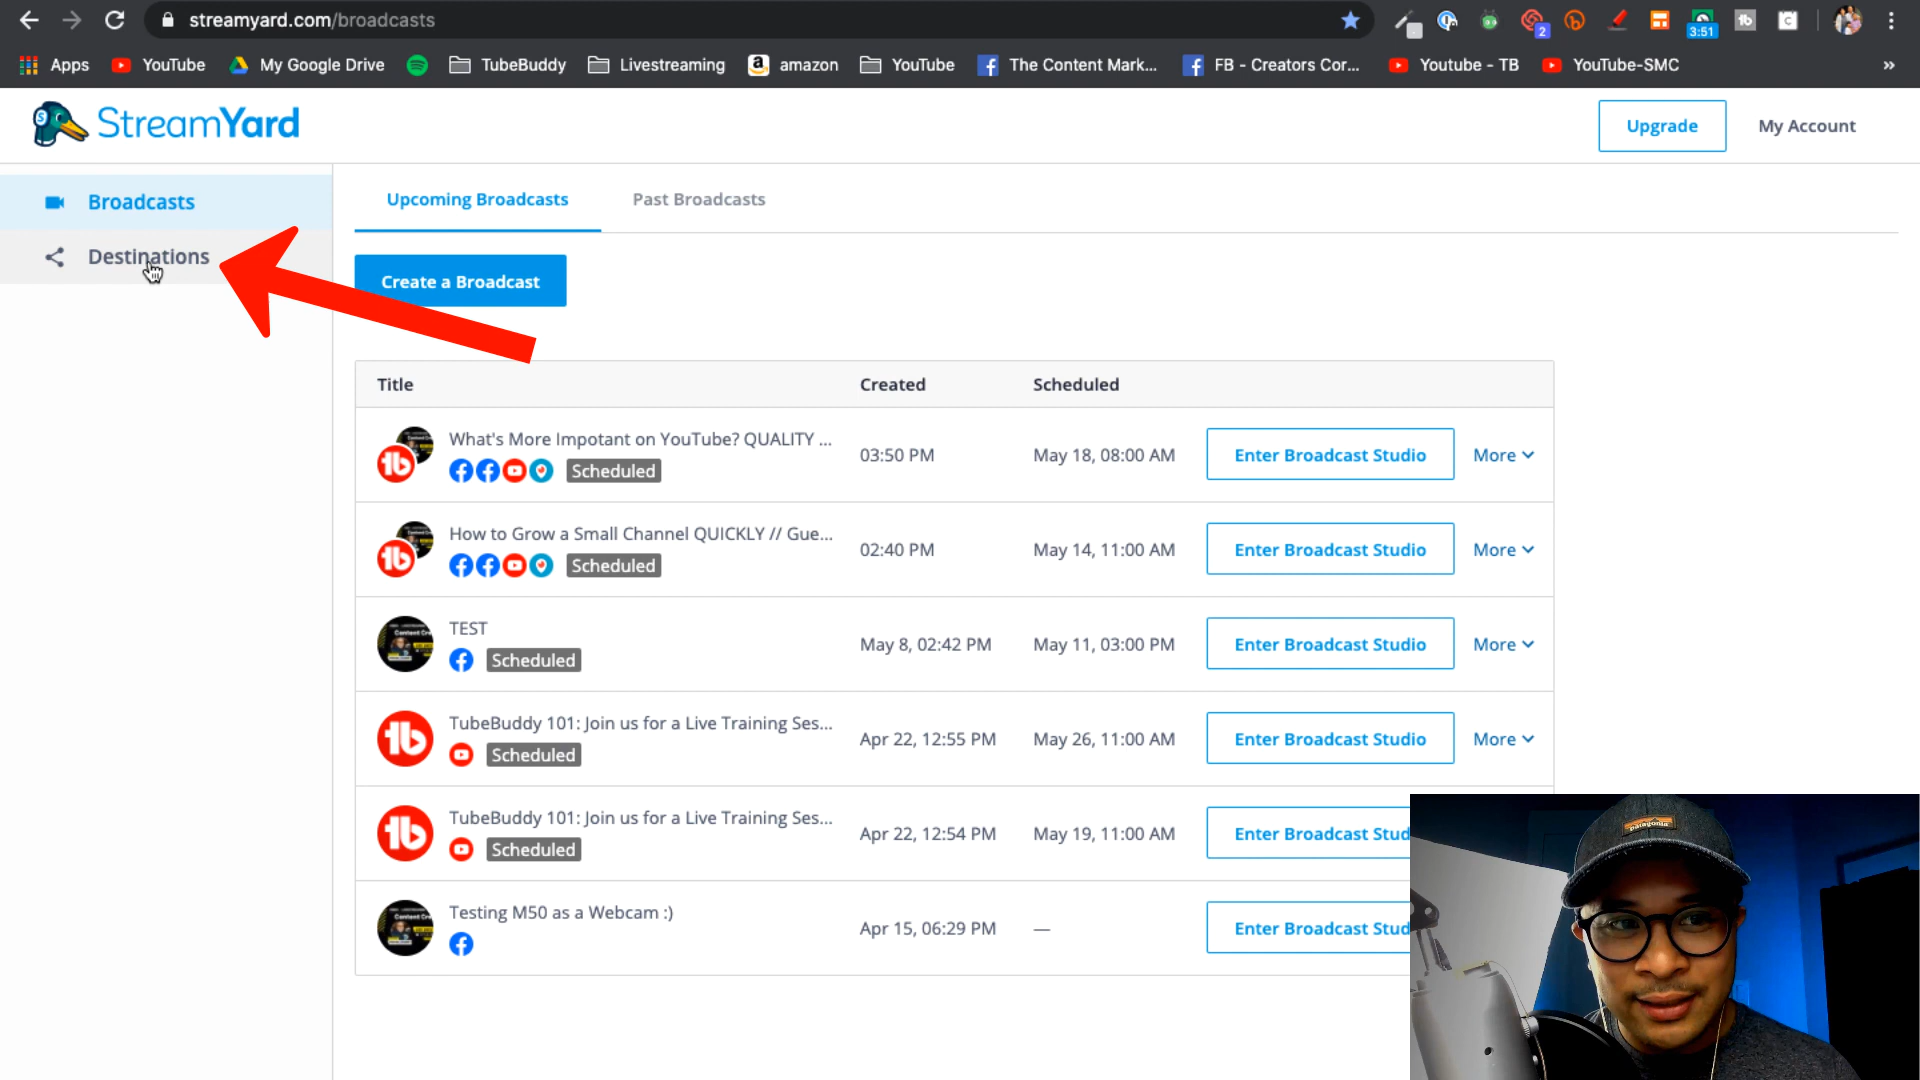 streamyard.com/broadcasts
2
3:51
Apps
YouTube
My Google Drive
TubeBuddy
Livestreaming
amazon
YouTube
The Content Mark...
FB - Creators Cor...
Youtube - TB
YouTube-SMC
»
StreamYard
Upgrade
My Account
Broadcasts
Destinations
Upcoming Broadcasts
Past Broadcasts
Create a Broadcast
Title Created Scheduled
What's More Impotant on YouTube? QUALITY ...
Scheduled
03:50 PM
May 18, 08:00 AM
Enter Broadcast Studio
More
How to Grow a Small Channel QUICKLY // Gue...
Scheduled
02:40 PM
May 14, 11:00 AM
Enter Broadcast Studio
More
TEST
Scheduled
May 8, 02:42 PM
May 11, 03:00 PM
Enter Broadcast Studio
More
TubeBuddy 101: Join us for a Live Training Ses...
Scheduled
Apr 22, 12:55 PM
May 26, 11:00 AM
Enter Broadcast Studio
More
TubeBuddy 101: Join us for a Live Training Ses...
Scheduled
Apr 22, 12:54 PM
May 19, 11:00 AM
Enter Broadcast Stud
Testing M50 as a Webcam :)
Apr 15, 06:29 PM
—
Enter Broadcast Stud
patagonia